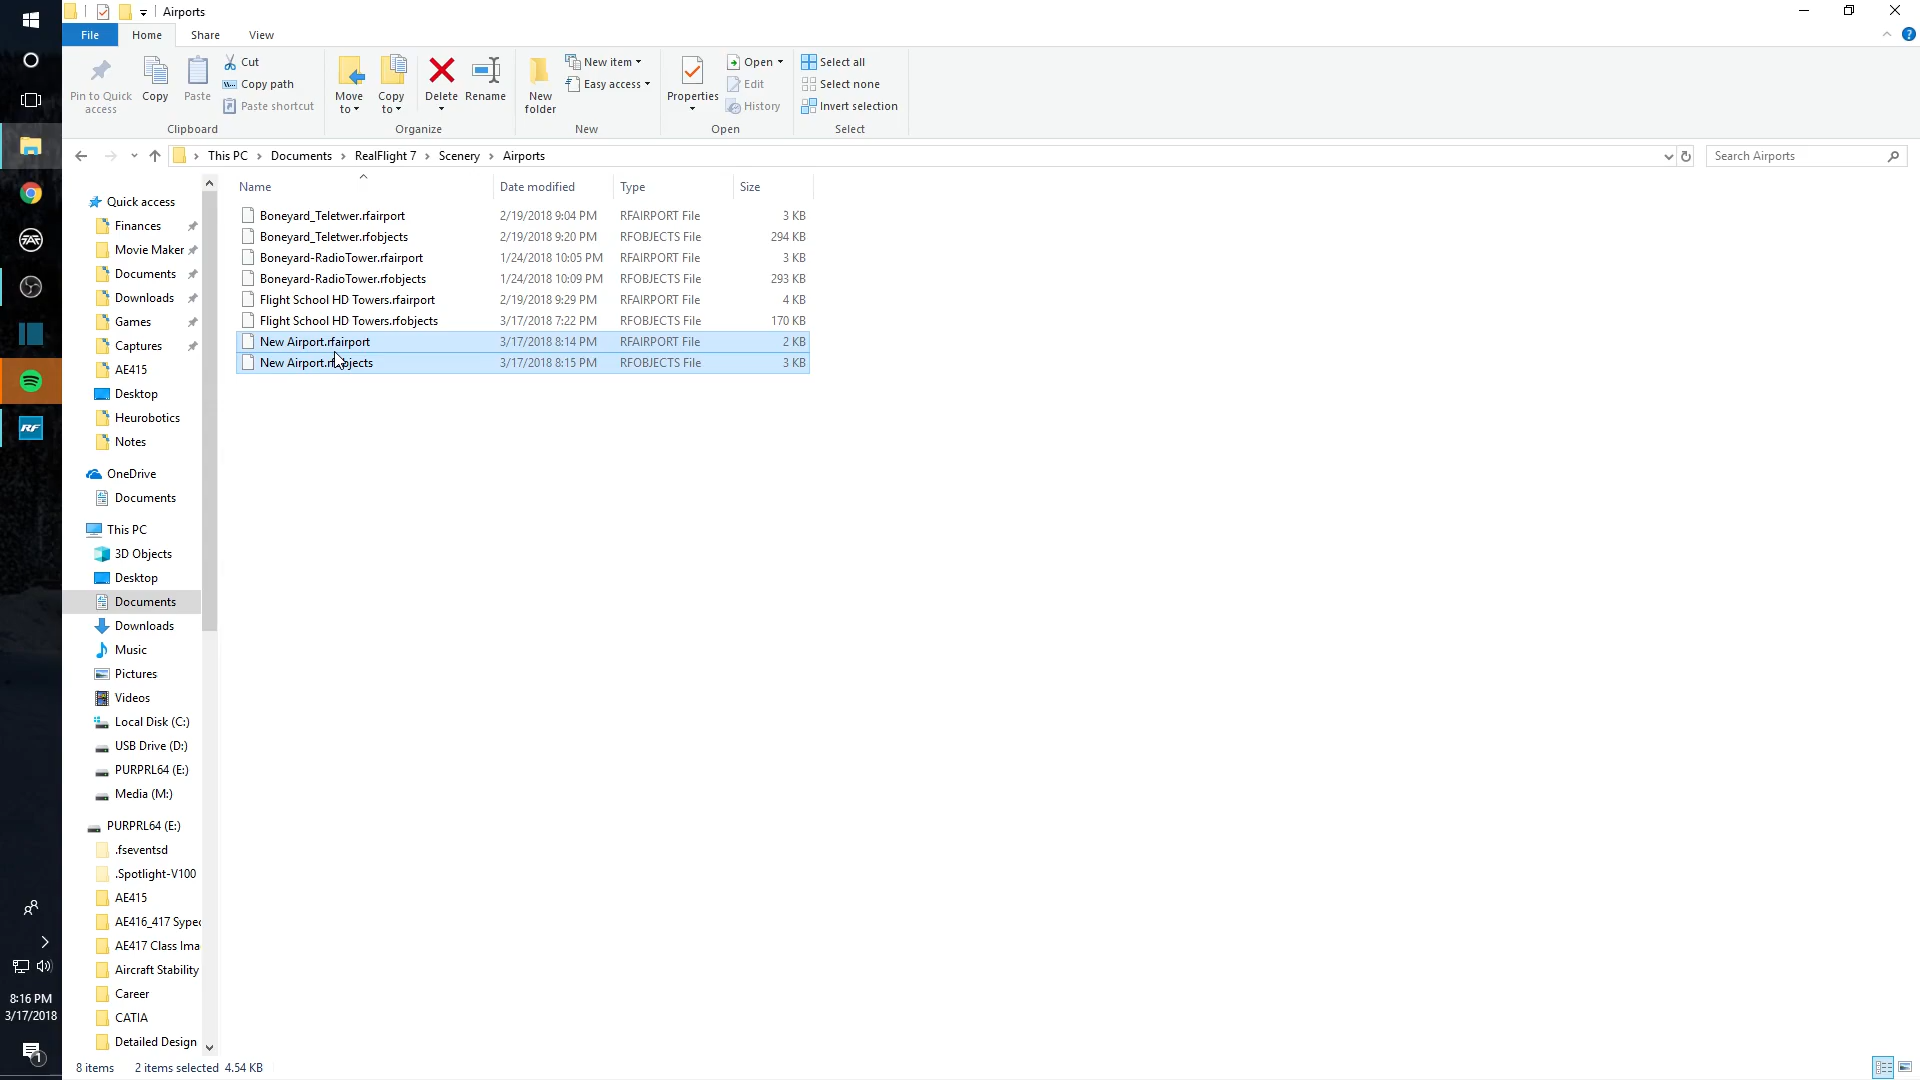 Airports
File Home Share View
Pin to Quick access
Copy
Paste
Cut
Copy path
Paste shortcut
Clipboard
Move to
Copy to
Delete
Rename
Organize
New folder
New item
Easy access
New
Properties
Open
Edit
History
Open
Select all
Select none
Invert selection
Select
This PC > Documents > RealFlight 7 > Scenery > Airports
Search Airports
Quick access
Finances
Movie Maker
Documents
Downloads
Games
Captures
AE415
Desktop
Heurobotics
Notes
OneDrive
Documents
This PC
3D Objects
Desktop
Documents
Downloads
Music
Pictures
Videos
Local Disk (C:)
USB Drive (D:)
PURPRL64 (E:)
Media (M:)
PURPRL64 (E:)
.fseventsd
.Spotlight-V100
AE415
AE416_417 Sypec
AE417 Class Ima
Aircraft Stability
Career
CATIA
Detailed Design
Name Date modified Type Size
Boneyard_Teletwer.rfairport 2/19/2018 9:04 PM RFAIRPORT File 3 KB
Boneyard_Teletwer.rfobjects 2/19/2018 9:20 PM RFOBJECTS File 294 KB
Boneyard-RadioTower.rfairport 1/24/2018 10:05 PM RFAIRPORT File 3 KB
Boneyard-RadioTower.rfobjects 1/24/2018 10:09 PM RFOBJECTS File 293 KB
Flight School HD Towers.rfairport 2/19/2018 9:29 PM RFAIRPORT File 4 KB
Flight School HD Towers.rfobjects 3/17/2018 7:22 PM RFOBJECTS File 170 KB
New Airport.rfairport 3/17/2018 8:14 PM RFAIRPORT File 2 KB
New Airport.rfobjects 3/17/2018 8:15 PM RFOBJECTS File 3 KB
RF
8:16 PM
3/17/2018
1
8 items 2 items selected 4.54 KB